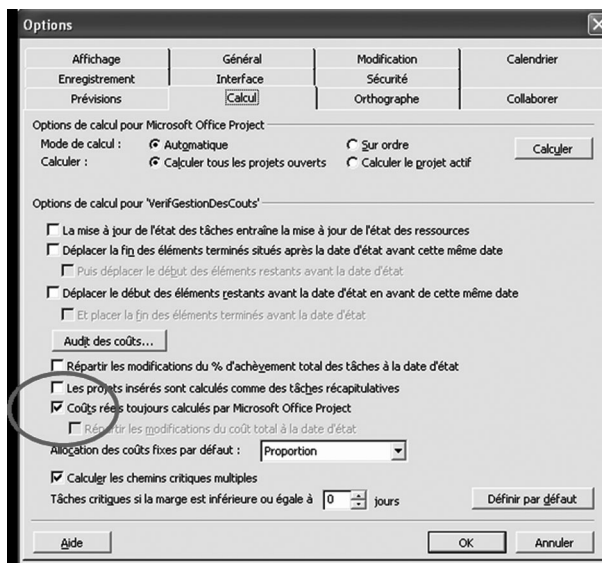 Options
Affichage Général Modification Calendrier
Enregistrement Interface Sécurité
Prévisions Calcul Orthographe Collaborer
Options de calcul pour Microsoft Office Project
Mode de calcul : Automatique Sur ordre Calculer
Calculer : Calculer tous les projets ouverts Calculer le projet actif
Options de calcul pour 'VerifGestionDesCouts'
La mise à jour de l'état des tâches entraîne la mise à jour de l'état des ressources
Déplacer la fin des éléments terminés situés après la date d'état avant cette même date
Puis déplacer le début des éléments restants avant la date d'état
Déplacer le début des éléments restants avant la date d'état en avant de cette même date
Et placer la fin des éléments terminés avant la date d'état
Audit des coûts...
Répartir les modifications du % d'achèvement total des tâches à la date d'état
Les projets insérés sont calculés comme des tâches récapitulatives
Coûts réels toujours calculés par Microsoft Office Project
Répartir les modifications du coût total à la date d'état
Allocation des coûts fixes par défaut : Proportion
Calculer les chemins critiques multiples
Tâches critiques si la marge est inférieure ou égale à 0 jours Définir par défaut
Aide OK Annuler